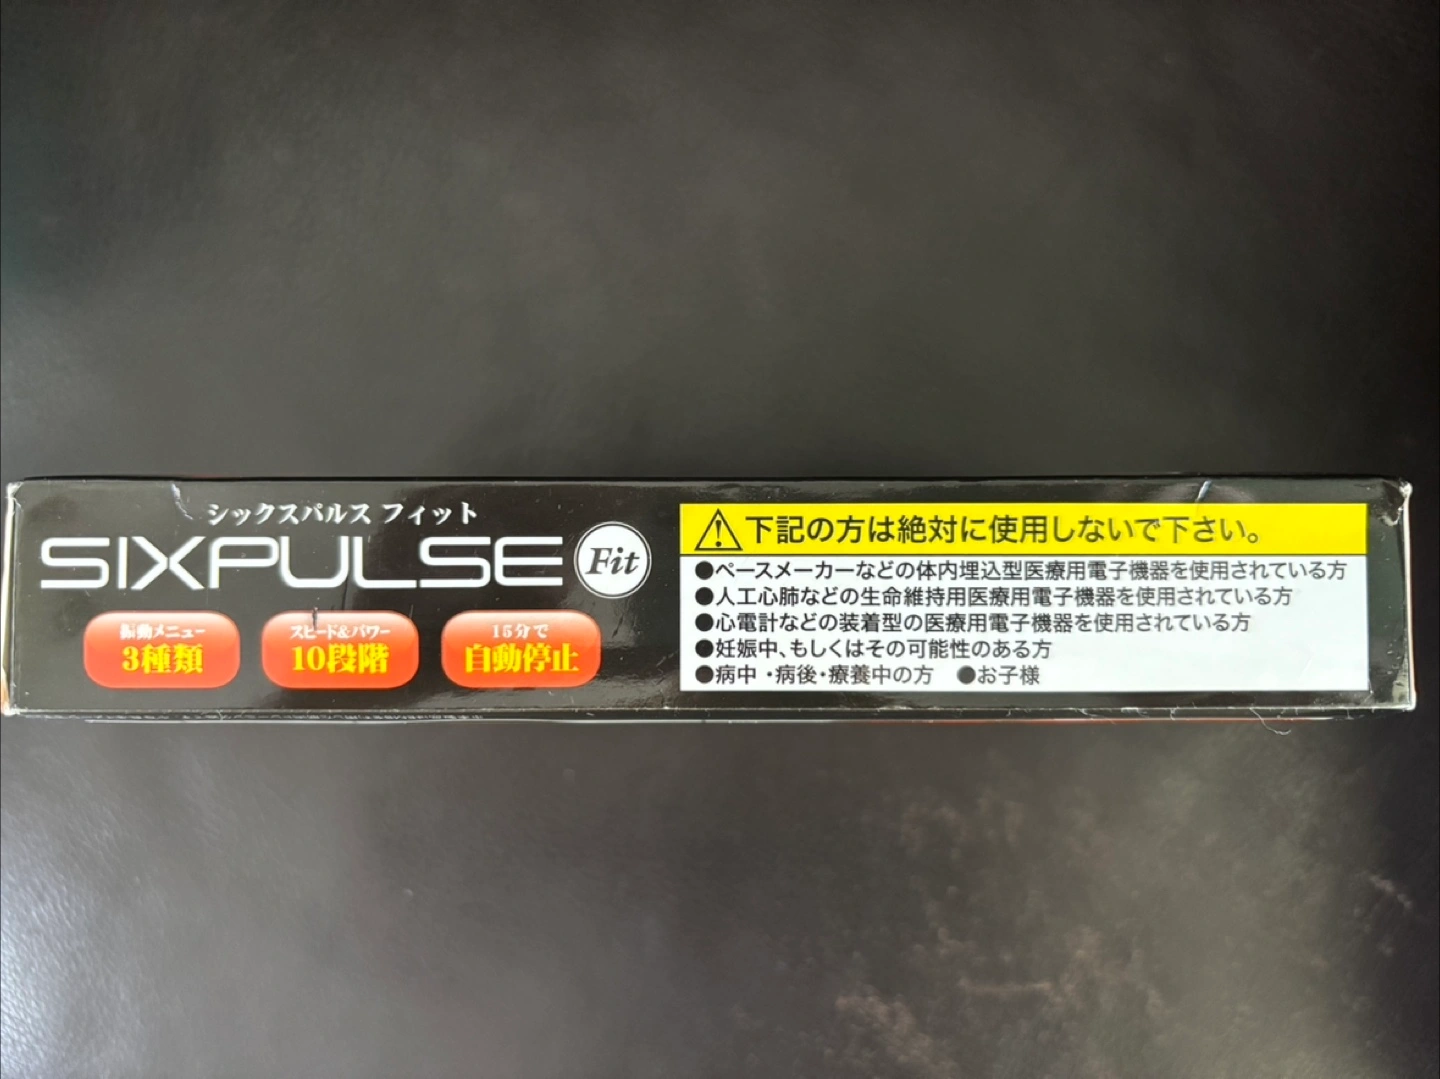 シックスパルス フィット
SIXPULSE Fit
振動メニュー
3種類
スピード&パワー
10段階
15分で
自動停止
下記の方は絶対に使用しないで下さい。
●ペースメーカーなどの体内埋込型医療用電子機器を使用されている方
●人工心肺などの生命維持用医療用電子機器を使用されている方
●心電計などの装着型の医療用電子機器を使用されている方
●妊娠中、もしくはその可能性のある方
●病中・病後・療養中の方 ●お子様